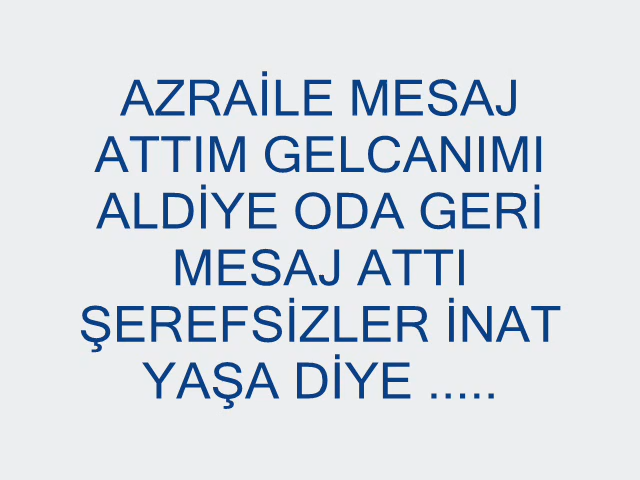 AZRAİLE MESAJ
ATTIM GELCANIMI
ALDİYE ODA GERİ
MESAJ ATTI
ŞEREFSİZLER İNAT
YAŞA DİYE .....